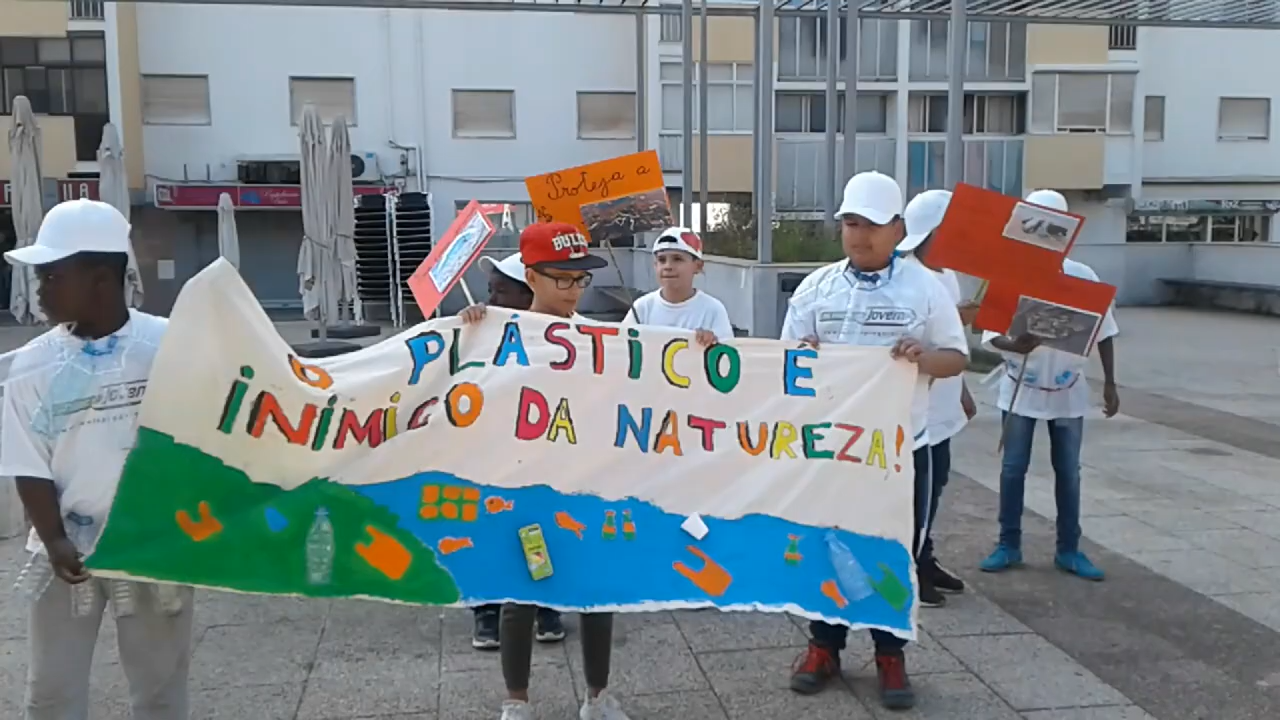 Proteja a
BULLS
O PLÁSTICO É
iNiMiGO DA NATUREZA!
Jovem
Jovem